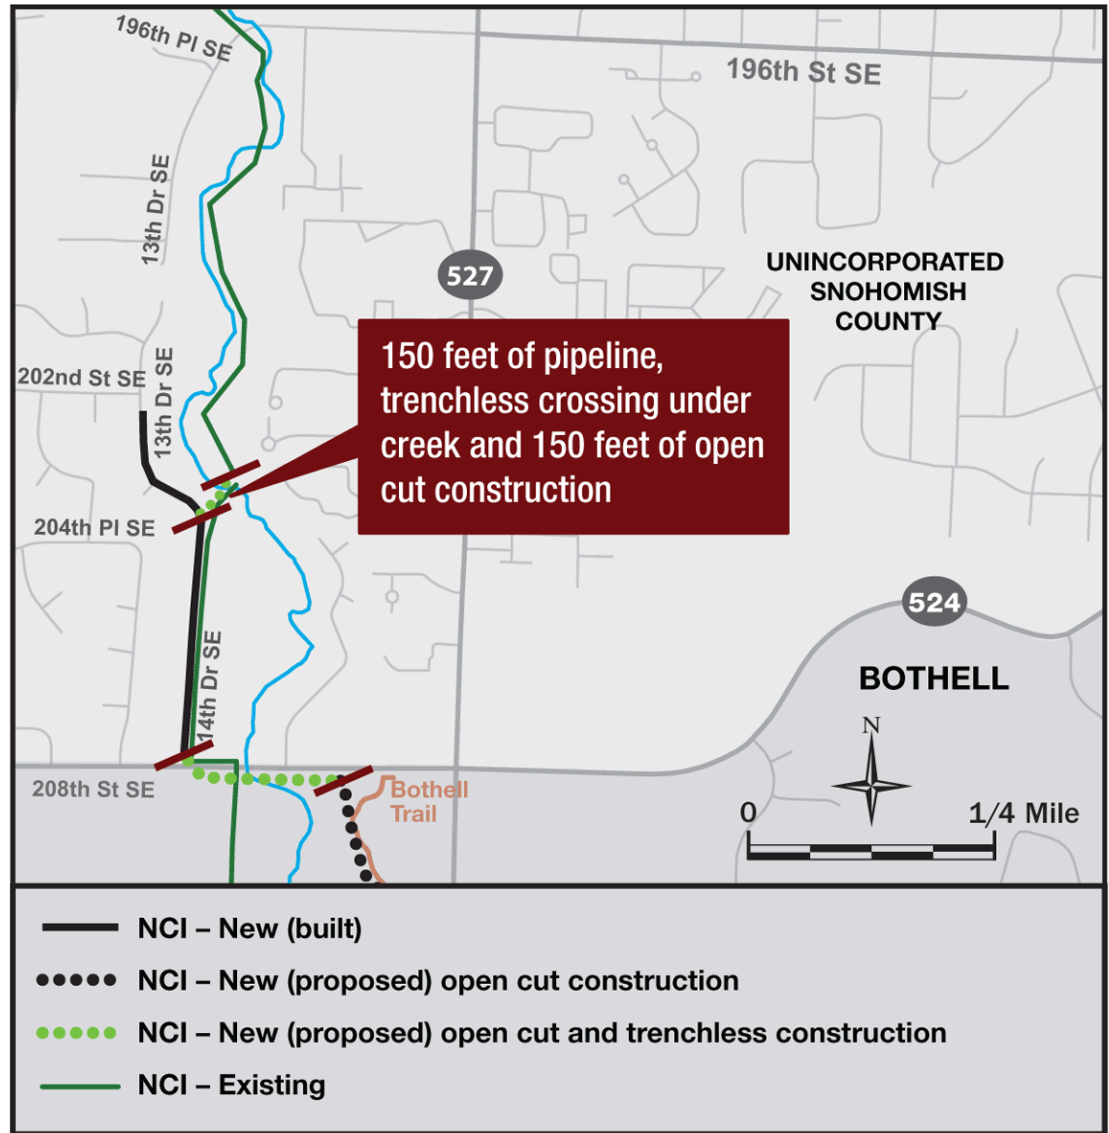 196th Pl SE
196th St SE
13th Dr SE
527
UNINCORPORATED
SNOHOMISH
COUNTY
150 feet of pipeline,
trenchless crossing under
creek and 150 feet of open
cut construction
202nd St SE
13th Dr SE
204th Pl SE
524
BOTHELL
14th Dr SE
N
208th St SE
Bothell
Trail
0
1/4 Mile
NCI – New (built)
NCI – New (proposed) open cut construction
NCI – New (proposed) open cut and trenchless construction
NCI – Existing